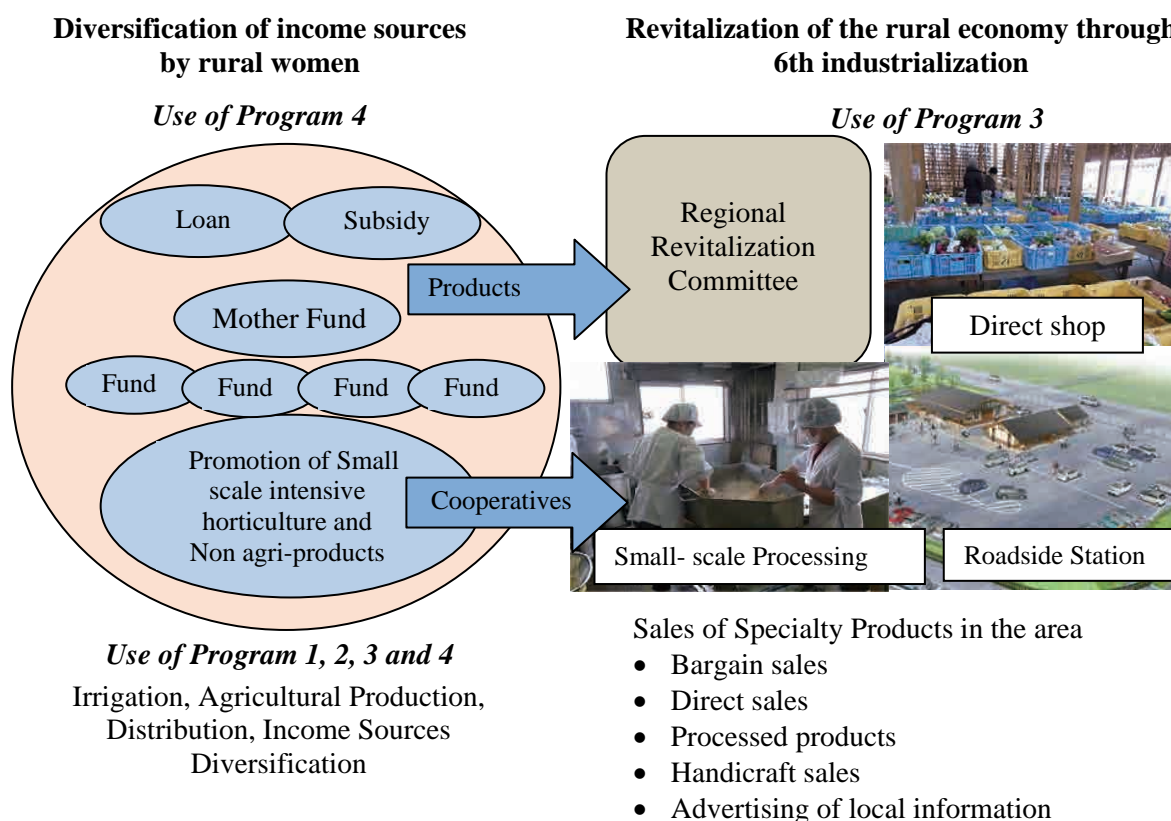 Diversification of income sources
by rural women
Use of Program 4
Loan
Subsidy
Products
Mother Fund
Fund
Fund
Fund
Fund
Promotion of Small
scale intensive
horticulture and
Non agri-products
Cooperatives
Use of Program 1, 2, 3 and 4
Irrigation, Agricultural Production,
Distribution, Income Sources
Diversification
Revitalization of the rural economy through
6th industrialization
Use of Program 3
Regional
Revitalization
Committee
Direct shop
Small- scale Processing
Roadside Station
Sales of Specialty Products in the area
• Bargain sales
• Direct sales
• Processed products
• Handicraft sales
• Advertising of local information